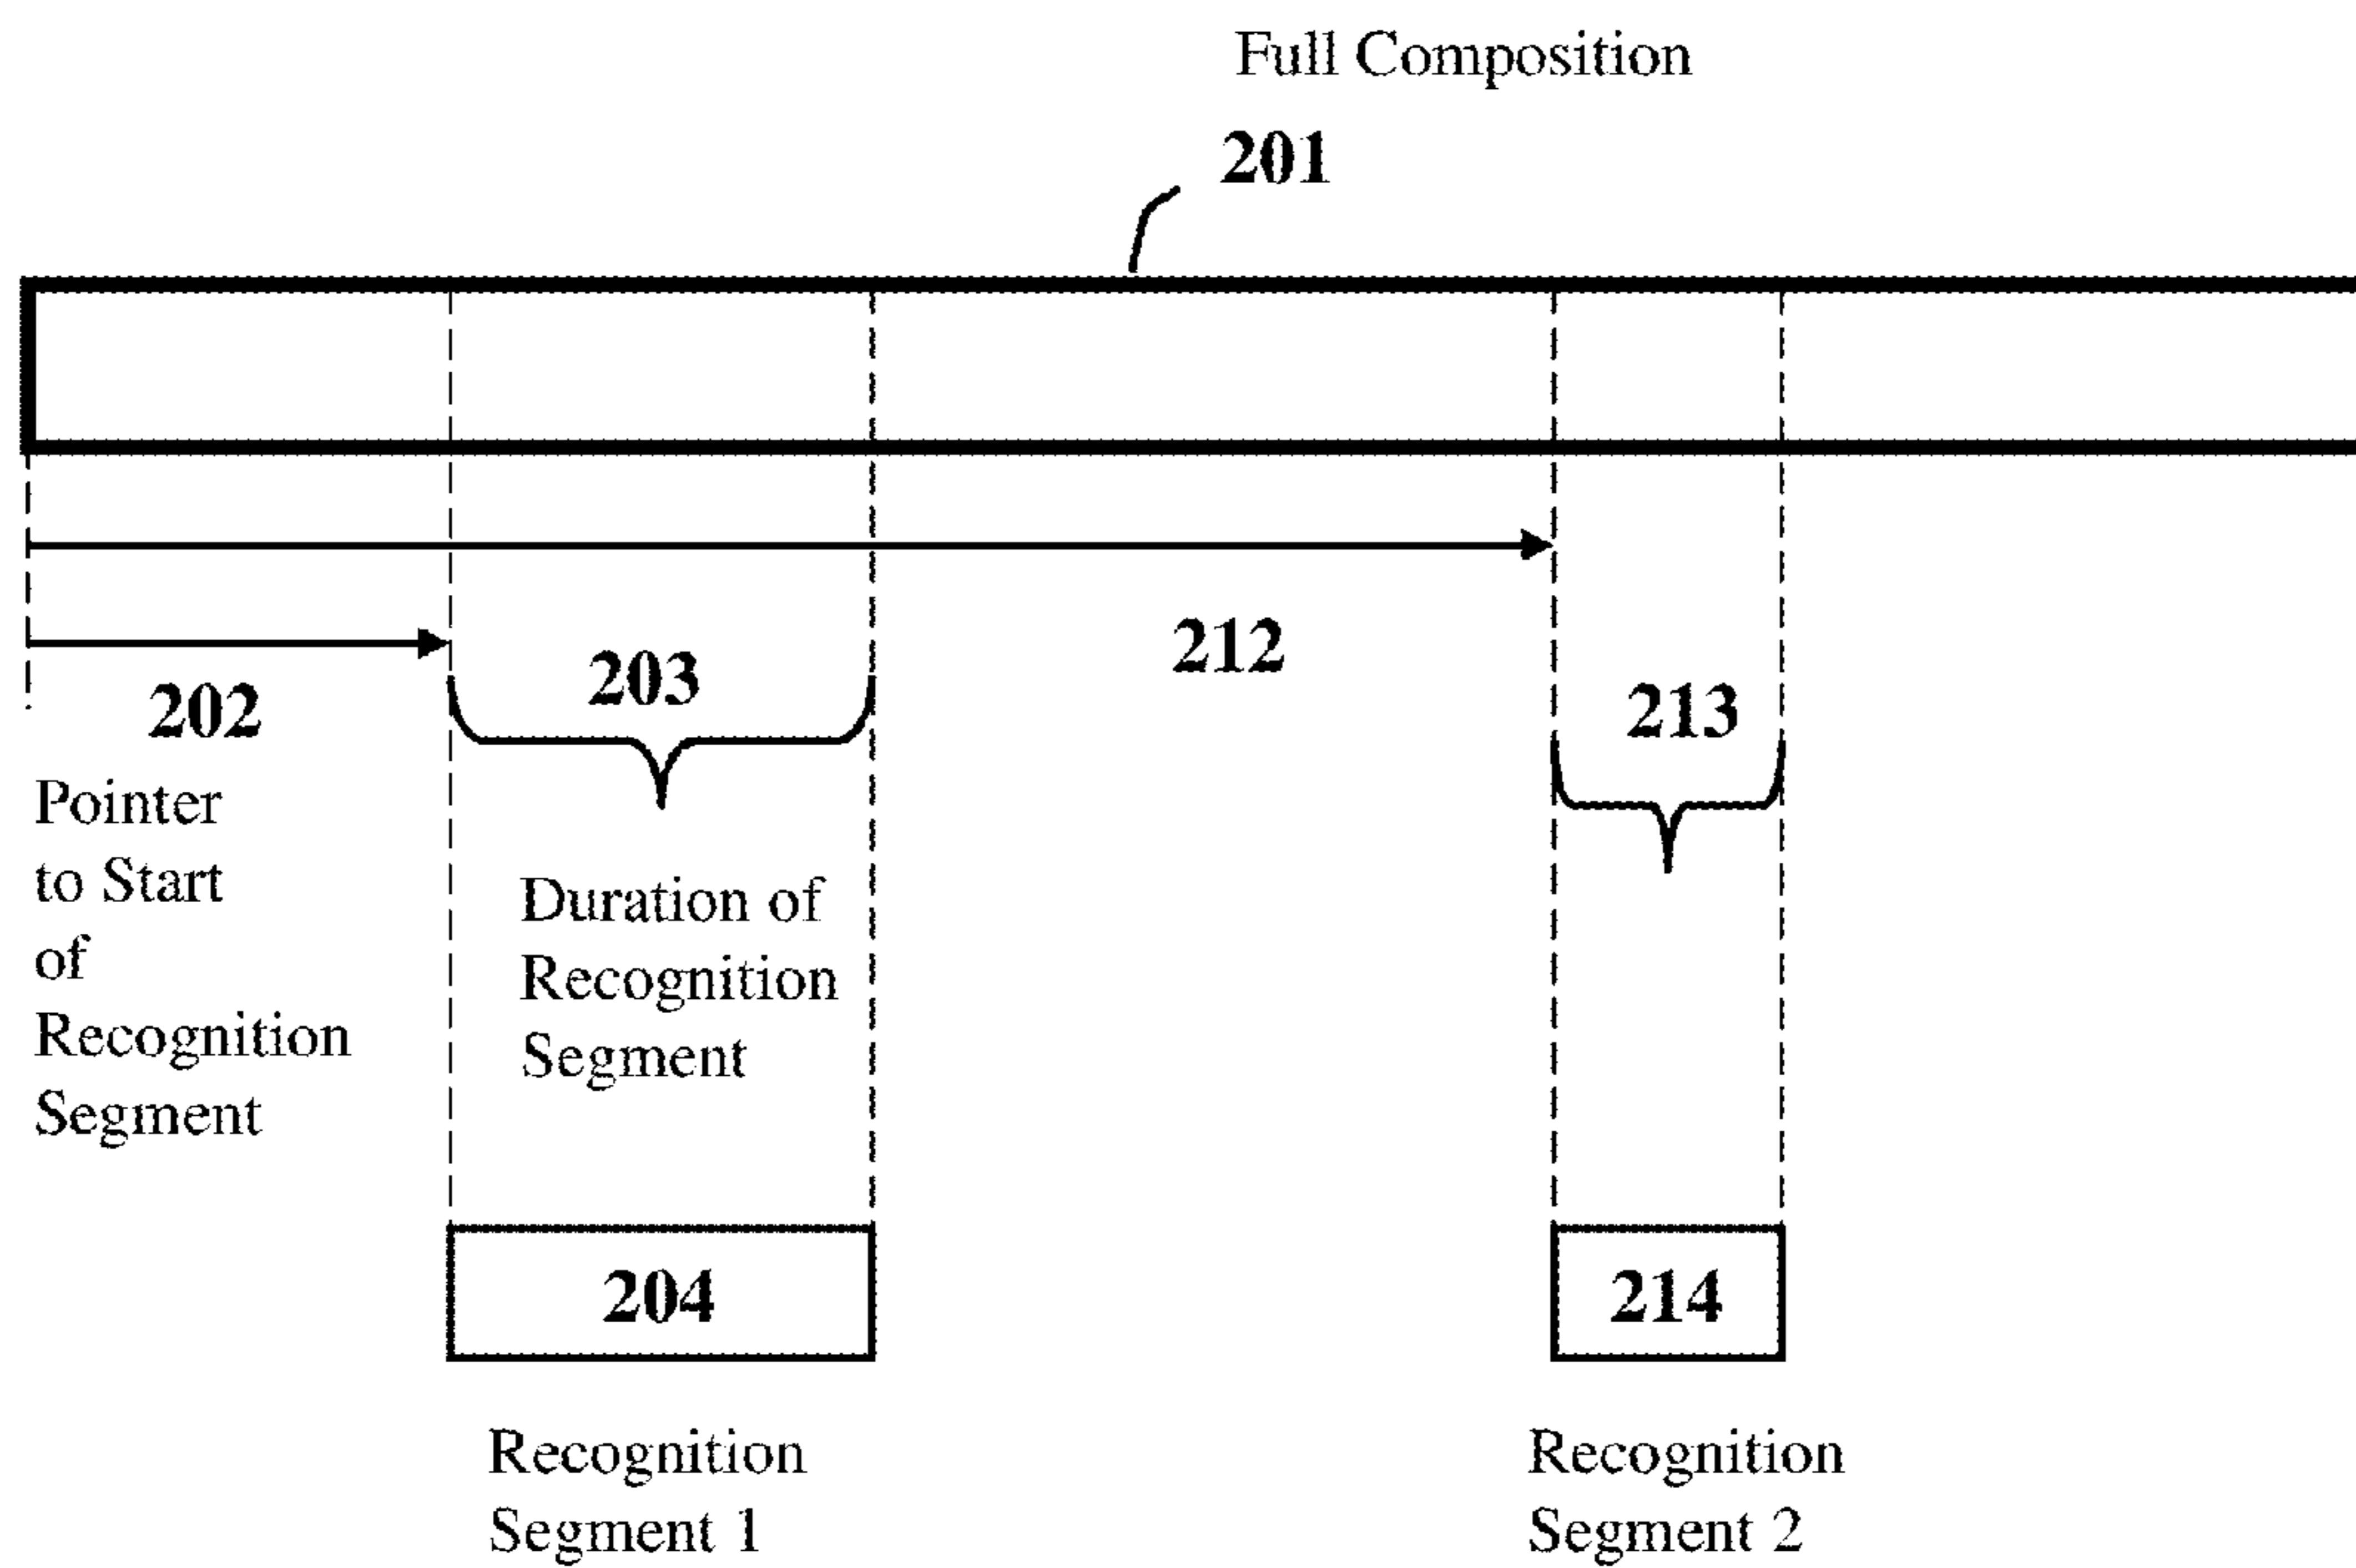 Full Composition
201
212
202
203
213
Pointer
to Start
of
Recognition
Segment
Duration of
Recognition
Segment
204
214
Recognition
Segment 1
Recognition
Segment 2